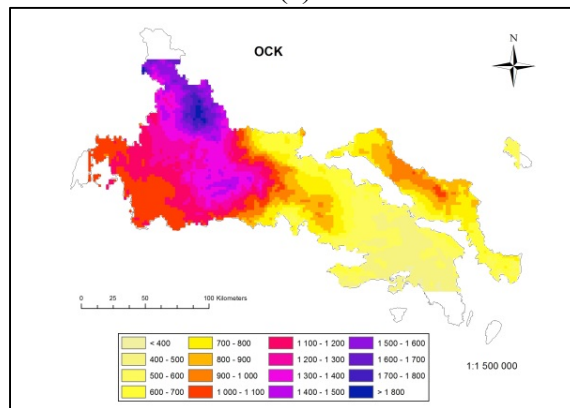 OCK
N
0 25 50 100 Kilometers
< 400 700 - 800 1 100 - 1 200 1 500 - 1 600
400 - 500 800 - 900 1 200 - 1 300 1 600 - 1 700
500 - 600 900 - 1 000 1 300 - 1 400 1 700 - 1 800
600 - 700 1 000 - 1 100 1 400 - 1 500 > 1 800
1:1 500 000